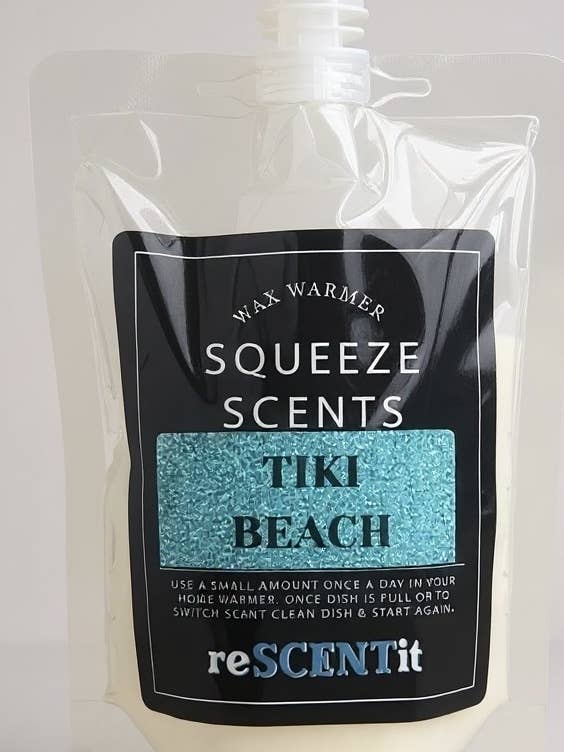 WAX WARMER
SQUEEZE
SCENTS
TIKI
BEACH
USE A SMALL AMOUNT ONCE A DAY IN YOUR
HOME WARMER. ONCE DISH IS FULL OR TO
SWITCH SCENT CLEAN DISH & START AGAIN.
reSCENTit